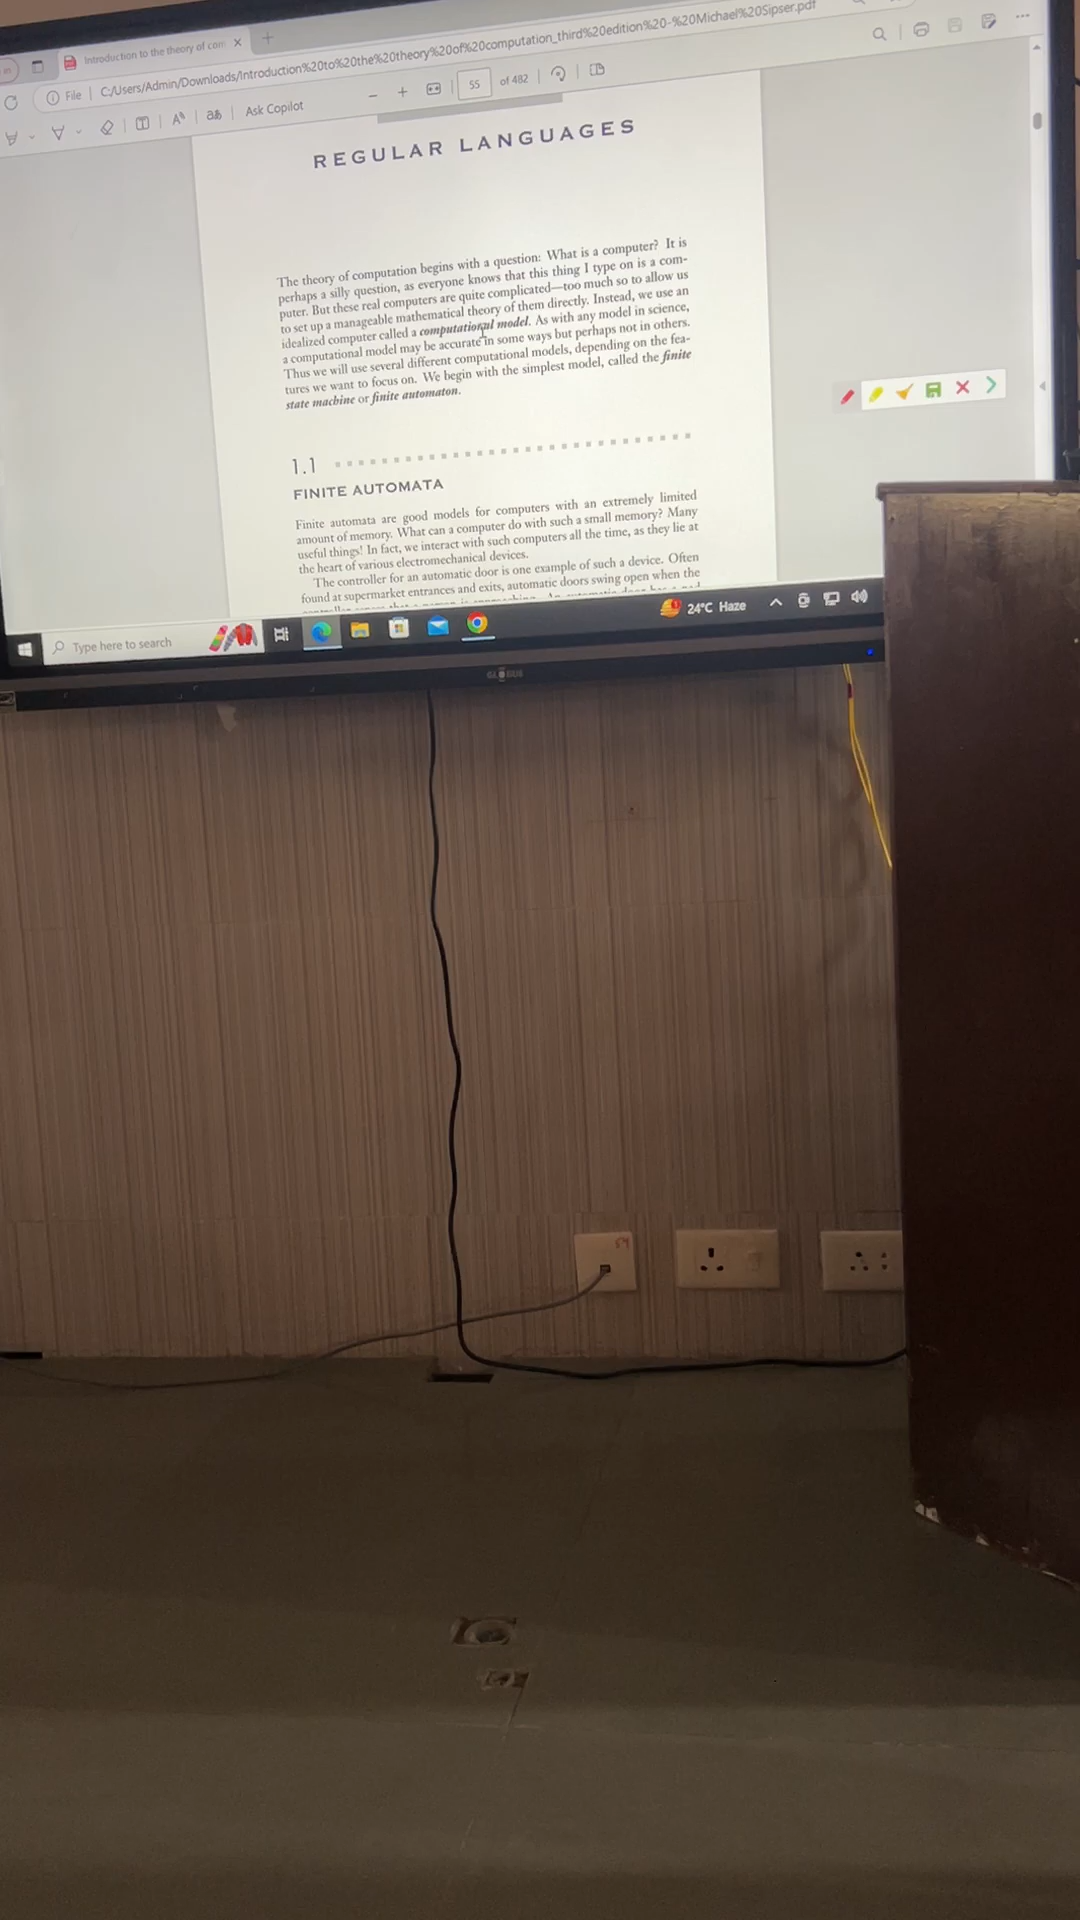 Introduction to the theory of com
File | C:/Users/Admin/Downloads/Introduction%20to%20the%20theory%20of%20computation_third%20edition%20-%20Michael%20Sipser.pdf
Ask Copilot
55 of 482
REGULAR LANGUAGES
The theory of computation begins with a question: What is a computer? It is
perhaps a silly question, as everyone knows that this thing I type on is a com-
puter. But these real computers are quite complicated—too much so to allow us
to set up a manageable mathematical theory of them directly. Instead, we use an
idealized computer called a computational model. As with any model in science,
a computational model may be accurate in some ways but perhaps not in others.
Thus we will use several different computational models, depending on the fea-
tures we want to focus on. We begin with the simplest model, called the finite
state machine or finite automaton.
1.1
FINITE AUTOMATA
Finite automata are good models for computers with an extremely limited
amount of memory. What can a computer do with such a small memory? Many
useful things! In fact, we interact with such computers all the time, as they lie at
the heart of various electromechanical devices.
The controller for an automatic door is one example of such a device. Often
found at supermarket entrances and exits, automatic doors swing open when the
Type here to search
24°C Haze
GLOBUS